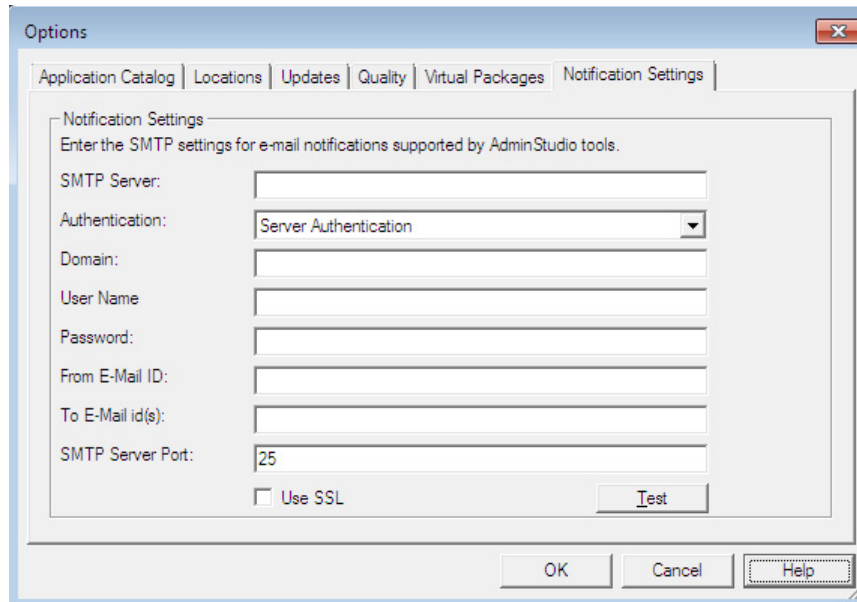 Options
Application Catalog Locations Updates Quality Virtual Packages Notification Settings
Notification Settings
Enter the SMTP settings for e-mail notifications supported by AdminStudio tools.
SMTP Server:
Authentication: Server Authentication
Domain:
User Name
Password:
From E-Mail ID:
To E-Mail id(s):
SMTP Server Port: 25
Use SSL Test
OK Cancel Help